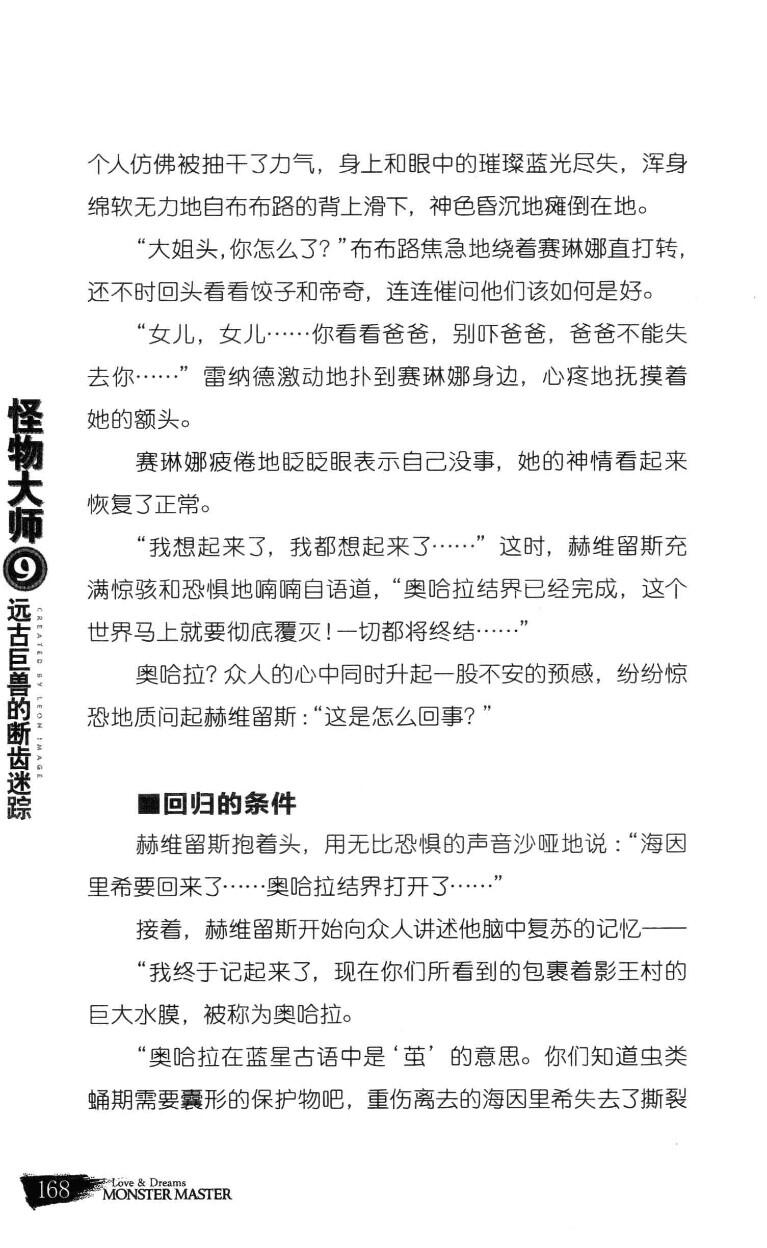 个人仿佛被抽干了力气，身上和眼中的璀璨蓝光尽失，浑身
绵软无力地自布布路的背上滑下，神色昏沉地瘫倒在地。
“大姐头，你怎么了？”布布路焦急地绕着赛琳娜直打转，
还不时回头看看饺子和帝奇，连连催问他们该如何是好。
“女儿，女儿……你看看爸爸，别吓爸爸，爸爸不能失
去你……”雷纳德激动地扑到赛琳娜身边，心疼地抚摸着
她的额头。
赛琳娜疲倦地眨眨眼表示自己没事，她的神情看起来
恢复了正常。
“我想起来了，我都想起来了……”这时，赫维留斯充
满惊骇和恐惧地喃喃自语道，“奥哈拉结界已经完成，这个
世界马上就要彻底覆灭！一切都将终结……”
奥哈拉？众人的心中同时升起一股不安的预感，纷纷惊
恐地质问起赫维留斯：“这是怎么回事？”
■回归的条件
赫维留斯抱着头，用无比恐惧的声音沙哑地说：“海因
里希要回来了……奥哈拉结界打开了……”
接着，赫维留斯开始向众人讲述他脑中复苏的记忆——
“我终于记起来了，现在你们所看到的包裹着影王村的
巨大水膜，被称为奥哈拉。
“奥哈拉在蓝星古语中是‘茧’的意思。你们知道虫类
蛹期需要囊形的保护物吧，重伤离去的海因里希失去了撕裂
怪物大师9远古巨兽的断齿迷踪
CREATED BY LEON IMAGE
168
Love & Dreams
MONSTER MASTER